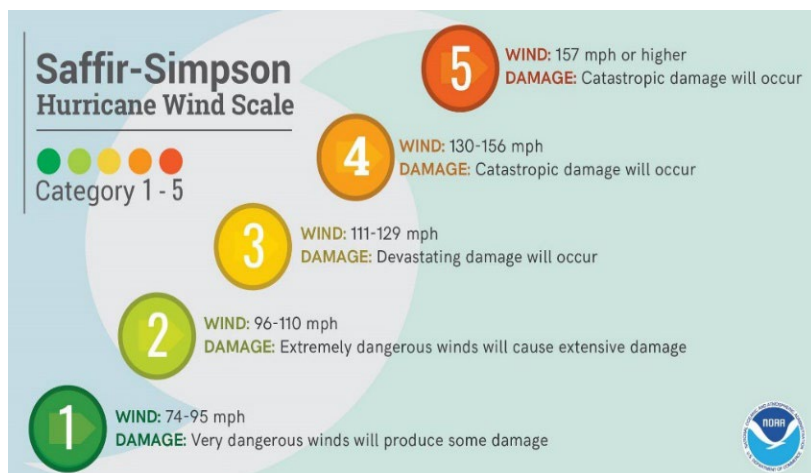 Saffir-Simpson
Hurricane Wind Scale
Category 1 - 5
5
WIND: 157 mph or higher
DAMAGE: Catastropic damage will occur
4
WIND: 130-156 mph
DAMAGE: Catastropic damage will occur
3
WIND: 111-129 mph
DAMAGE: Devastating damage will occur
2
WIND: 96-110 mph
DAMAGE: Extremely dangerous winds will cause extensive damage
1
WIND: 74-95 mph
DAMAGE: Very dangerous winds will produce some damage
NOAA